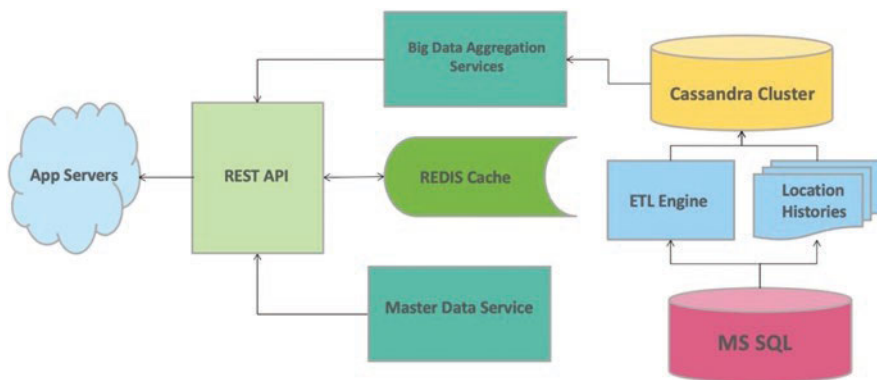 Big Data Aggregation
Services
Cassandra Cluster
App Servers
REST API
REDIS Cache
ETL Engine
Location
Histories
Master Data Service
MS SQL